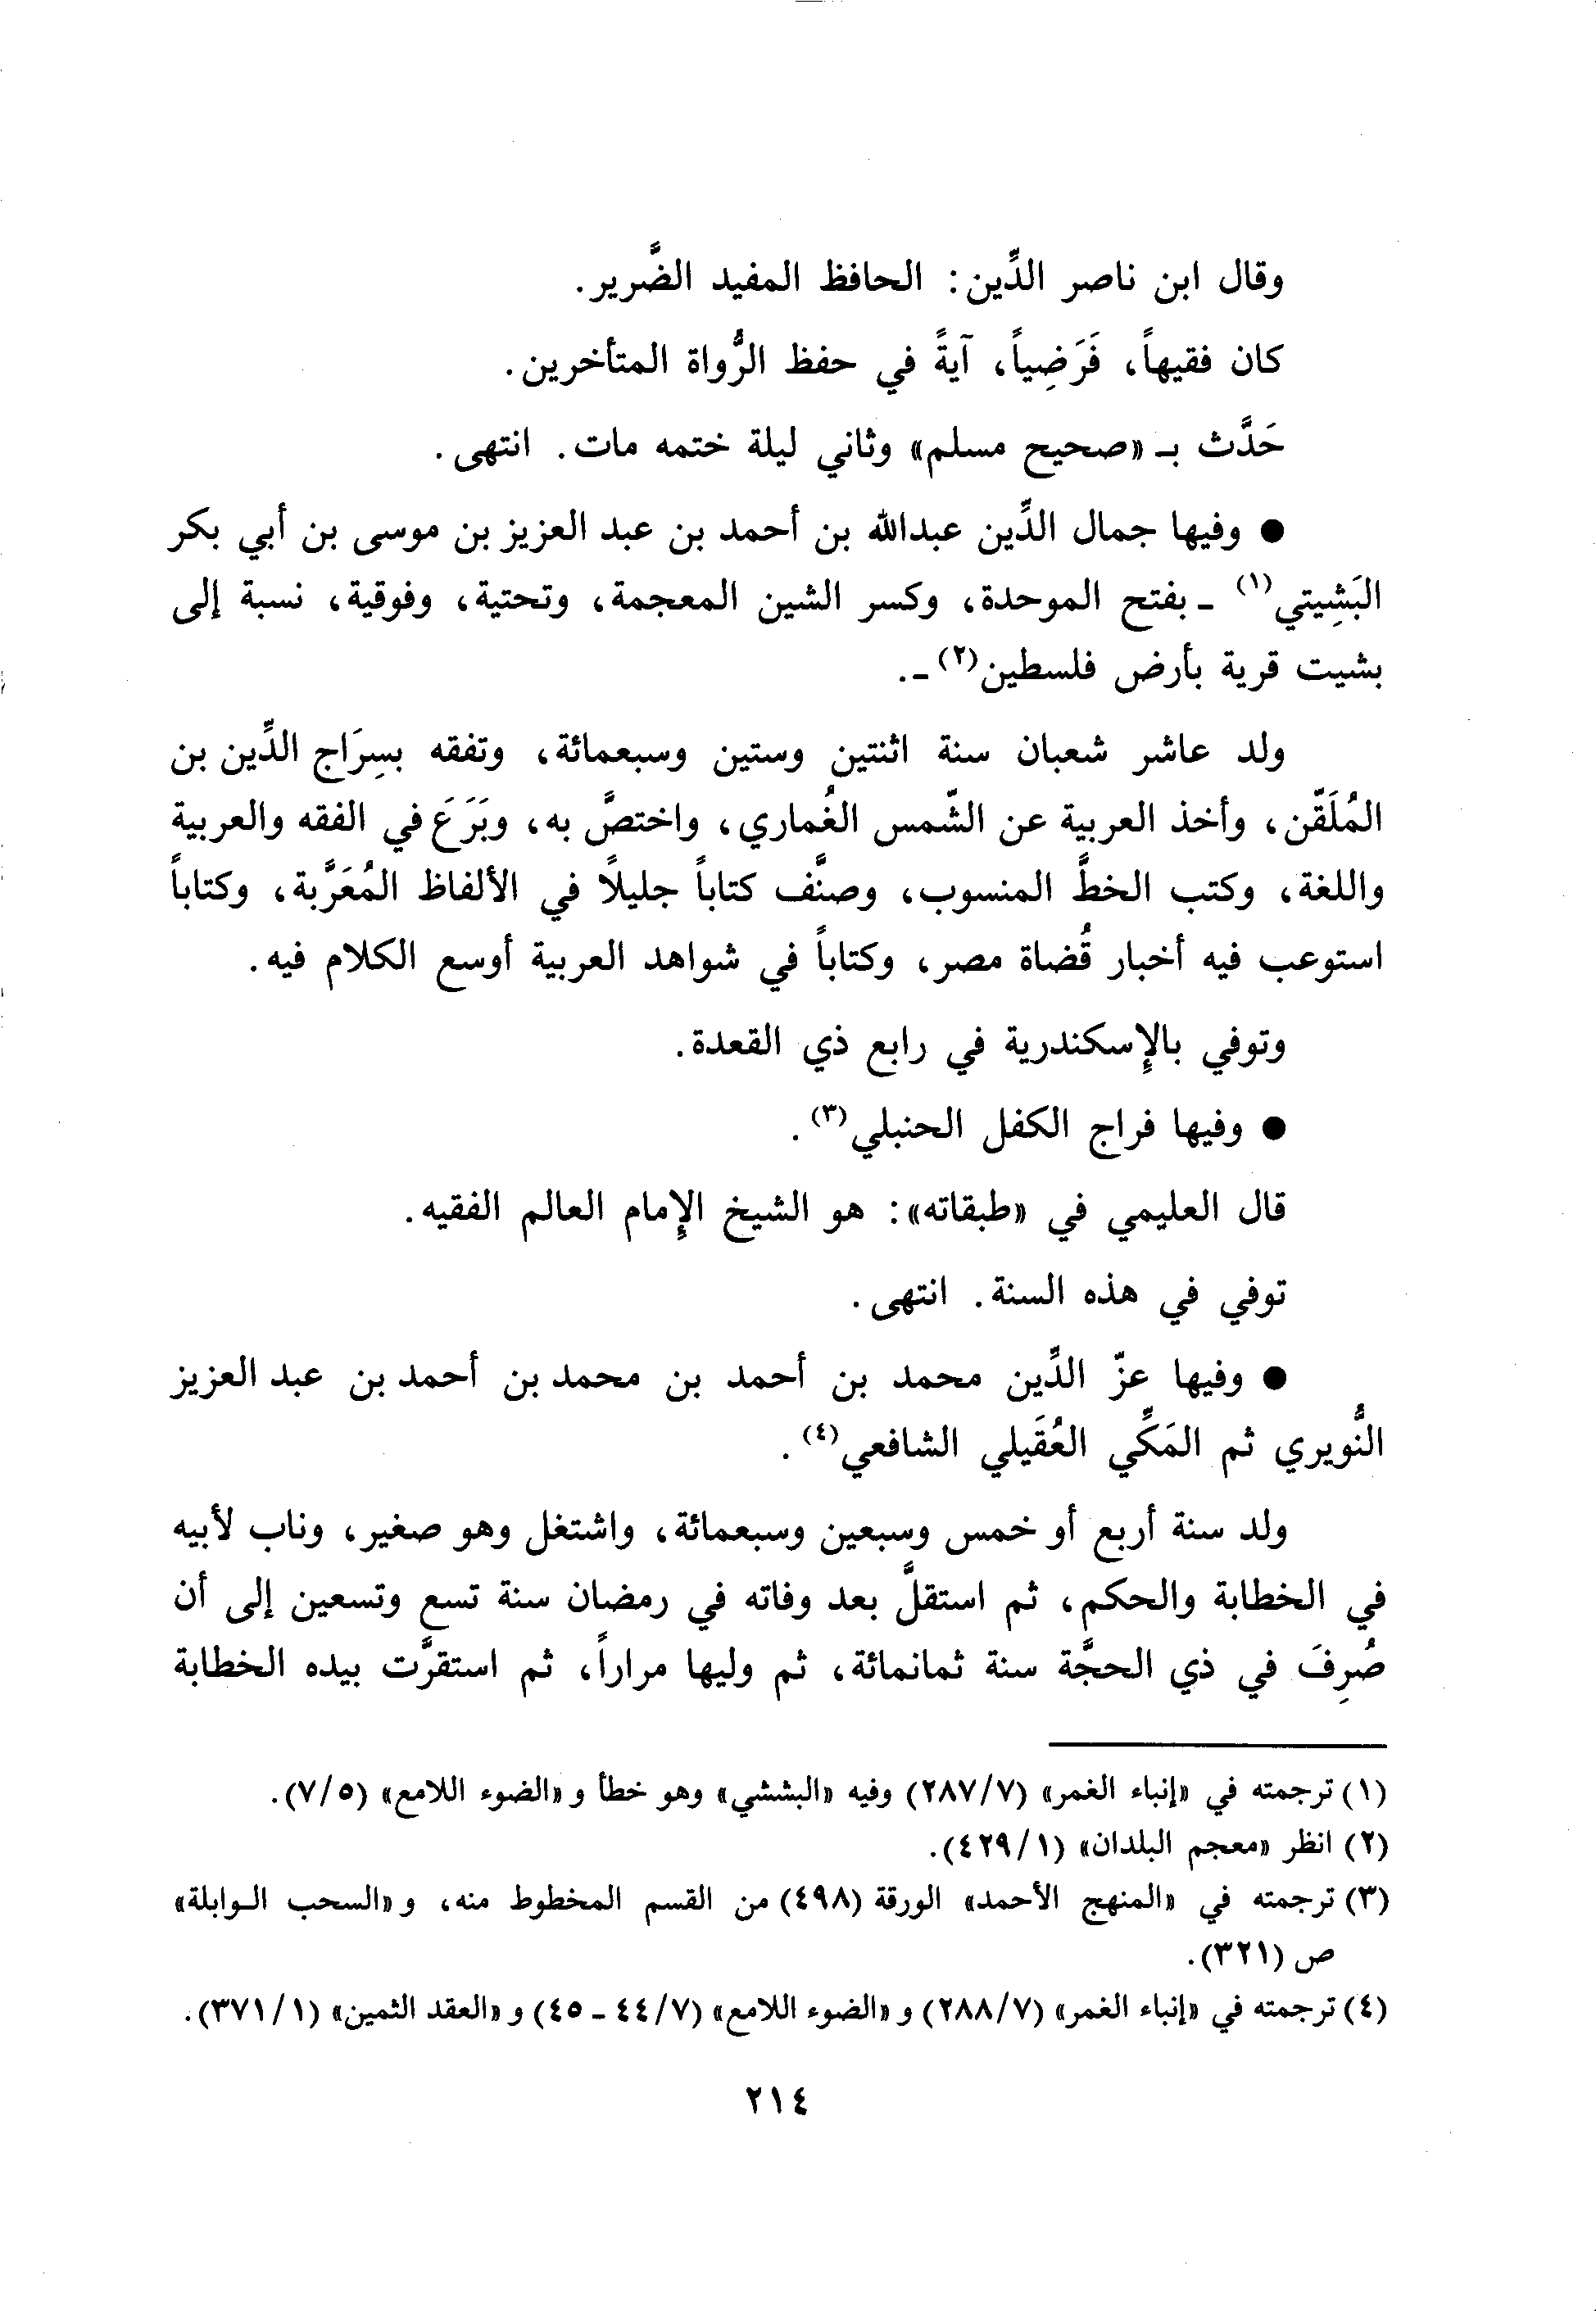 وقال ابن ناصر الدِّين: الحافظ المفيد الضَّرير.
كان فقيهاً، فَرَضِياً، آيةً في حفظ الرُّواة المتأخرين.
حَدَّث بـ «صحيح مسلم» وثاني ليلة ختمه مات. انتهى.
● وفيها جمال الدِّين عبدالله بن أحمد بن عبد العزيز بن موسى بن أبي بكر
البَشِيتي(١) ـ بفتح الموحدة، وكسر الشين المعجمة، وتحتية، وفوقية، نسبة إلى
بشيت قرية بأرض فلسطين(٢) ـ.
ولد عاشر شعبان سنة اثنتين وستين وسبعمائة، وتفقه بسِرَاج الدِّين بن
المُلَقّن، وأخذ العربية عن الشّمس الغُماري، واختصَّ به، وبَرَعَ في الفقه والعربية
واللغة، وكتب الخطَّ المنسوب، وصنَّف كتاباً جليلاً في الألفاظ المُعَرَّبة، وكتاباً
استوعب فيه أخبار قُضاة مصر، وكتاباً في شواهد العربية أوسع الكلام فيه.
وتوفي بالإسكندرية في رابع ذي القعدة.
● وفيها فراج الكفل الحنبلي(٣).
قال العليمي في «طبقاته»: هو الشيخ الإمام العالم الفقيه.
توفي في هذه السنة. انتهى.
● وفيها عزّ الدِّين محمد بن أحمد بن محمد بن أحمد بن عبد العزيز
النُّويري ثم المَكِّي العُقَيلي الشافعي(٤).
ولد سنة أربع أو خمس وسبعين وسبعمائة، واشتغل وهو صغير، وناب لأبيه
في الخطابة والحكم، ثم استقلَّ بعد وفاته في رمضان سنة تسع وتسعين إلى أن
صُرِفَ في ذي الحجَّة سنة ثمانمائة، ثم وليها مراراً، ثم استقرَّت بيده الخطابة
(١) ترجمته في «إنباء الغمر» (٧/٢٨٧) وفيه «البششي» وهو خطأ و«الضوء اللامع» (٥/٧).
(٢) انظر «معجم البلدان» (١/٤٢٩).
(٣) ترجمته في «المنهج الأحمد» الورقة (٤٩٨) من القسم المخطوط منه، و«السحب الوابلة»
ص (٣٢١).
(٤) ترجمته في «إنباء الغمر» (٧/٢٨٨) و«الضوء اللامع» (٧/٤٤ ـ ٤٥) و«العقد الثمين» (١/٣٧١).
٢١٤